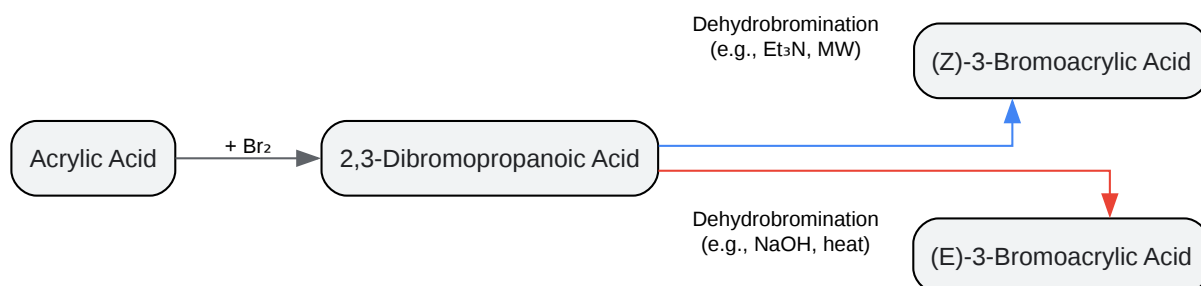 Dehydrobromination
(e.g., Et₃N, MW)
(Z)-3-Bromoacrylic Acid
Acrylic Acid
+ Br₂
2,3-Dibromopropanoic Acid
Dehydrobromination
(e.g., NaOH, heat)
(E)-3-Bromoacrylic Acid